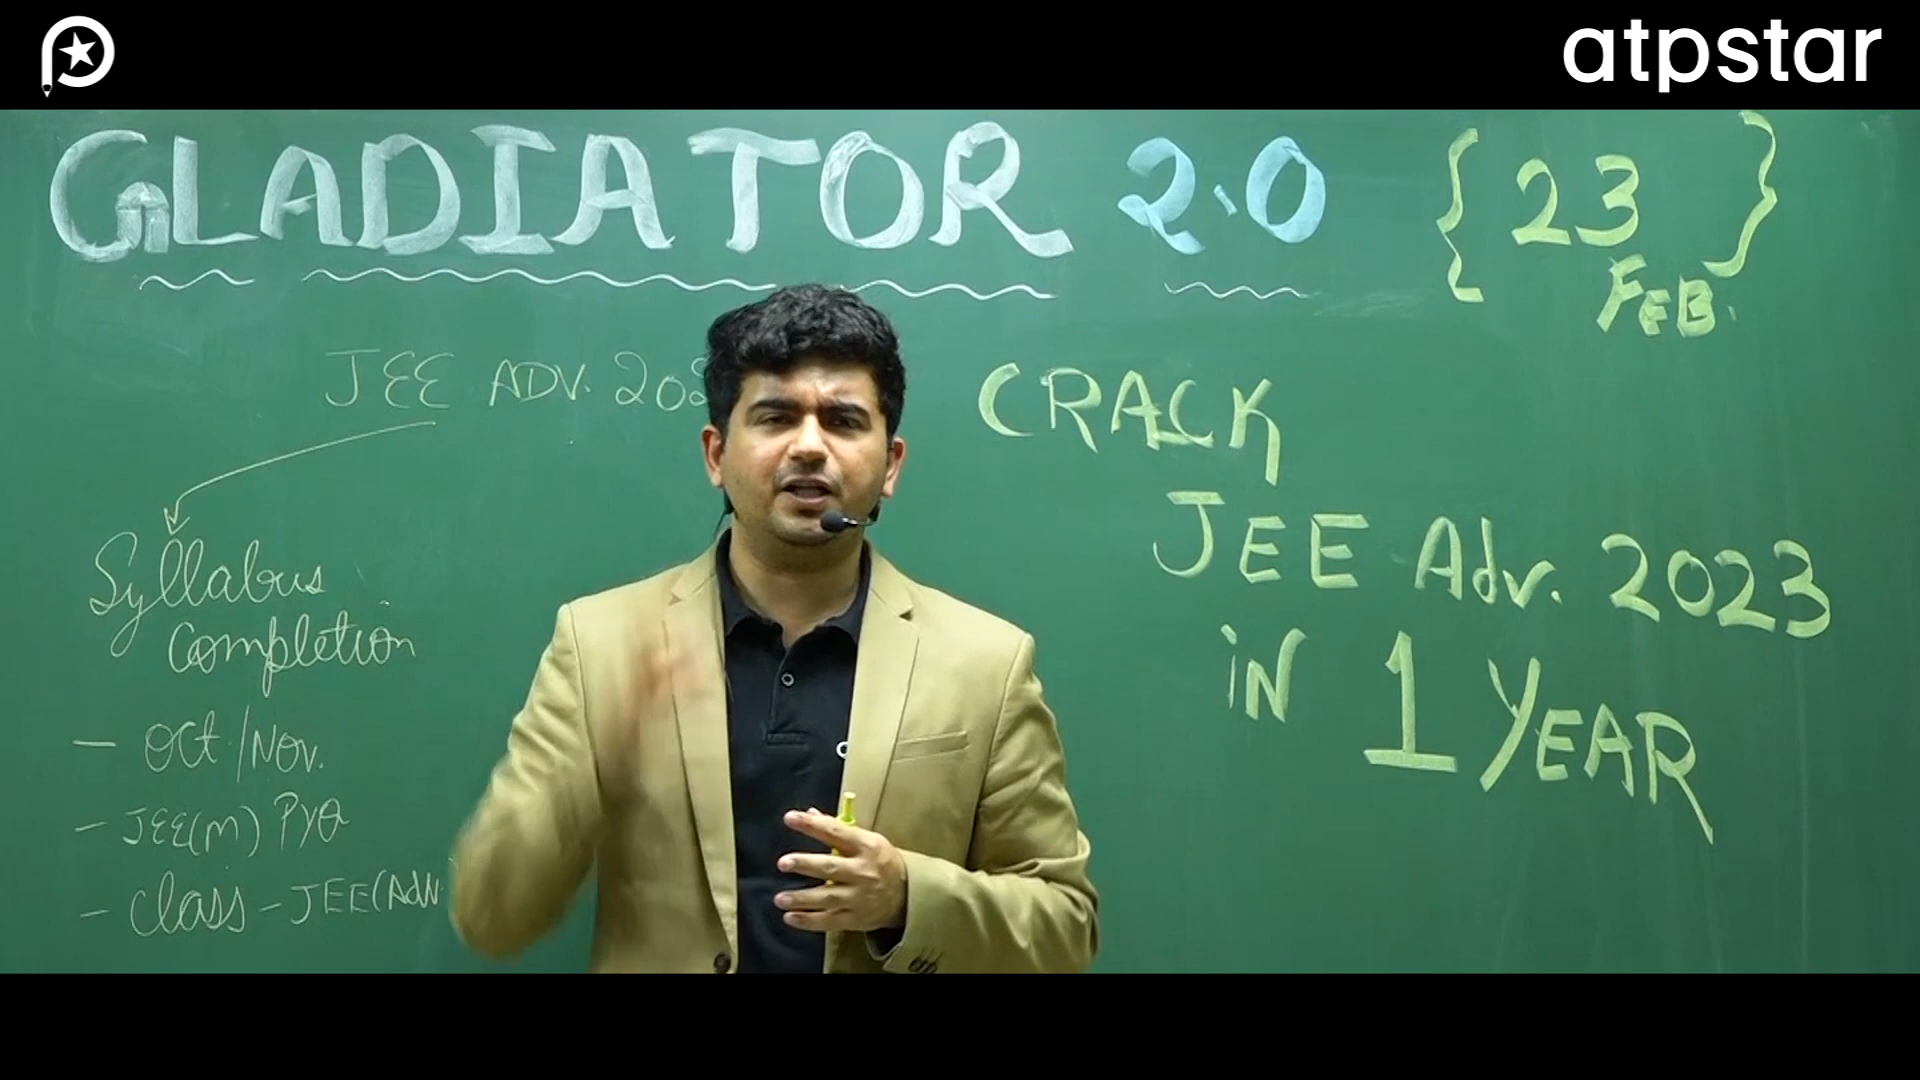 atpstar
GLADIATOR 2.0 { 23 FEB. }
JEE ADV.
Syllabus
Completion
- Oct/Nov.
- JEE(M) PYQ
- Class - JEE(Adv.
CRACK
JEE Adv. 2023
iN 1 YEAR